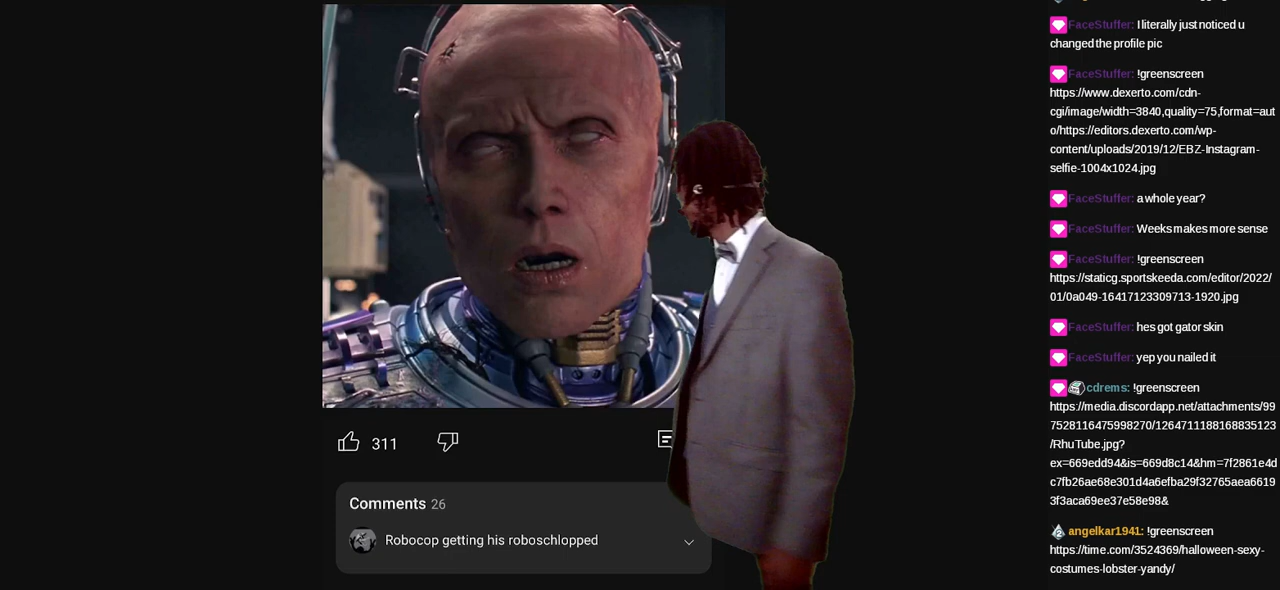 311
Comments 26
Robocop getting his roboschlopped
FaceStuffer: I literally just noticed u
changed the profile pic
FaceStuffer: !greenscreen
https://www.dexerto.com/cdn-
cgi/image/width=3840,quality=75,format=aut
o/https://editors.dexerto.com/wp-
content/uploads/2019/12/EBZ-Instagram-
selfie-1004x1024.jpg
FaceStuffer: a whole year?
FaceStuffer: Weeks makes more sense
FaceStuffer: !greenscreen
https://staticg.sportskeeda.com/editor/2022/
01/0a049-16417123309713-1920.jpg
FaceStuffer: hes got gator skin
FaceStuffer: yep you nailed it
cdrems: !greenscreen
https://media.discordapp.net/attachments/99
7528116475998270/1264711188168835123
/RhuTube.jpg?
ex=669edd94&is=669d8c14&hm=7f2861e4d
c7fb26ae68e301d4a6efba29f32765aea6619
3f3aca69ee37e58e98&
2 angelkar1941: !greenscreen
https://time.com/3524369/halloween-sexy-
costumes-lobster-yandy/